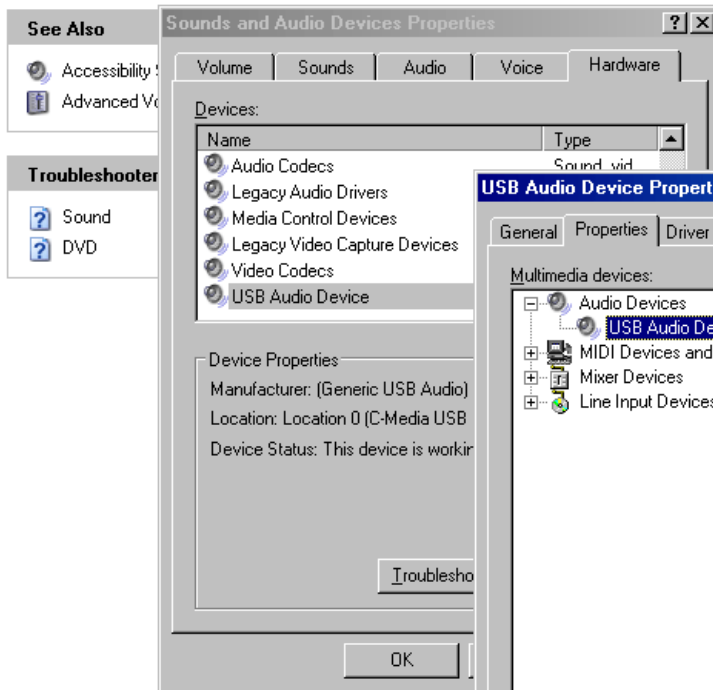 See Also
Accessibility
Advanced
Troubleshooter
Sound
DVD
Sounds and Audio Devices Properties
Volume Sounds Audio Voice Hardware
Devices:
Name Type
Audio Codecs Sound, vid
Legacy Audio Drivers
Media Control Devices
Legacy Video Capture Devices
Video Codecs
USB Audio Device
Device Properties
Manufacturer: (Generic USB Audio)
Location: Location 0 (C-Media USB
Device Status: This device is workin
Troublesho
OK
USB Audio Device Propert
General Properties Driver
Multimedia devices:
Audio Devices
USB Audio De
MIDI Devices and
Mixer Devices
Line Input Devices